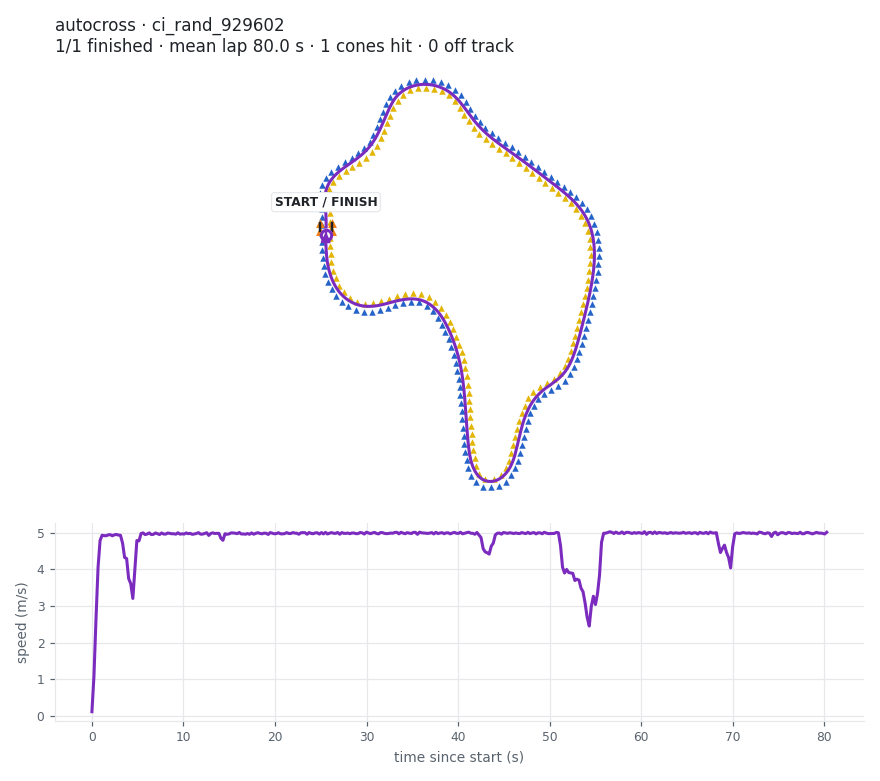 autocross · ci_rand_929602
1/1 finished · mean lap 80.0 s · 1 cones hit · 0 off track
START / FINISH
5
4
3
2
1
0
speed (m/s)
0 10 20 30 40 50 60 70 80
time since start (s)